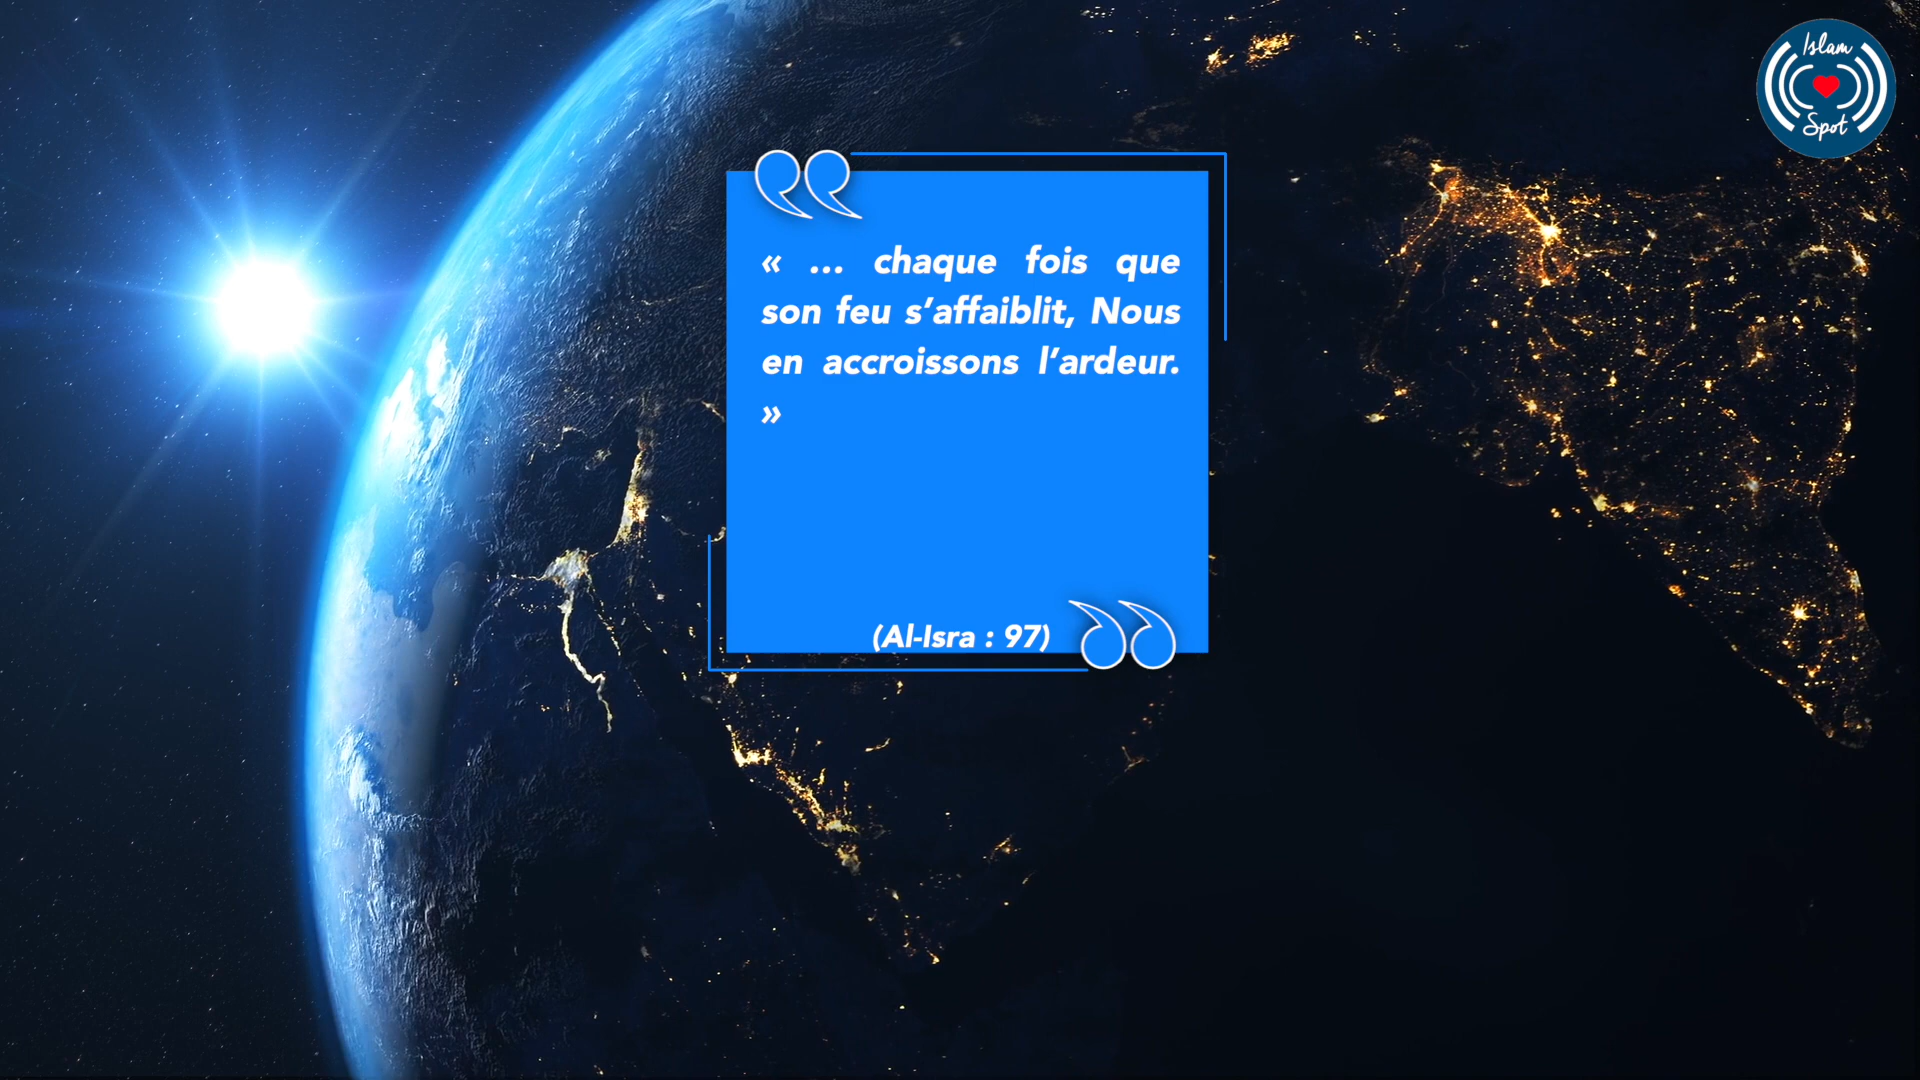 Islam
Spot
« … chaque fois que
son feu s’affaiblit, Nous
en accroissons l’ardeur.
»
(Al-Isra : 97)